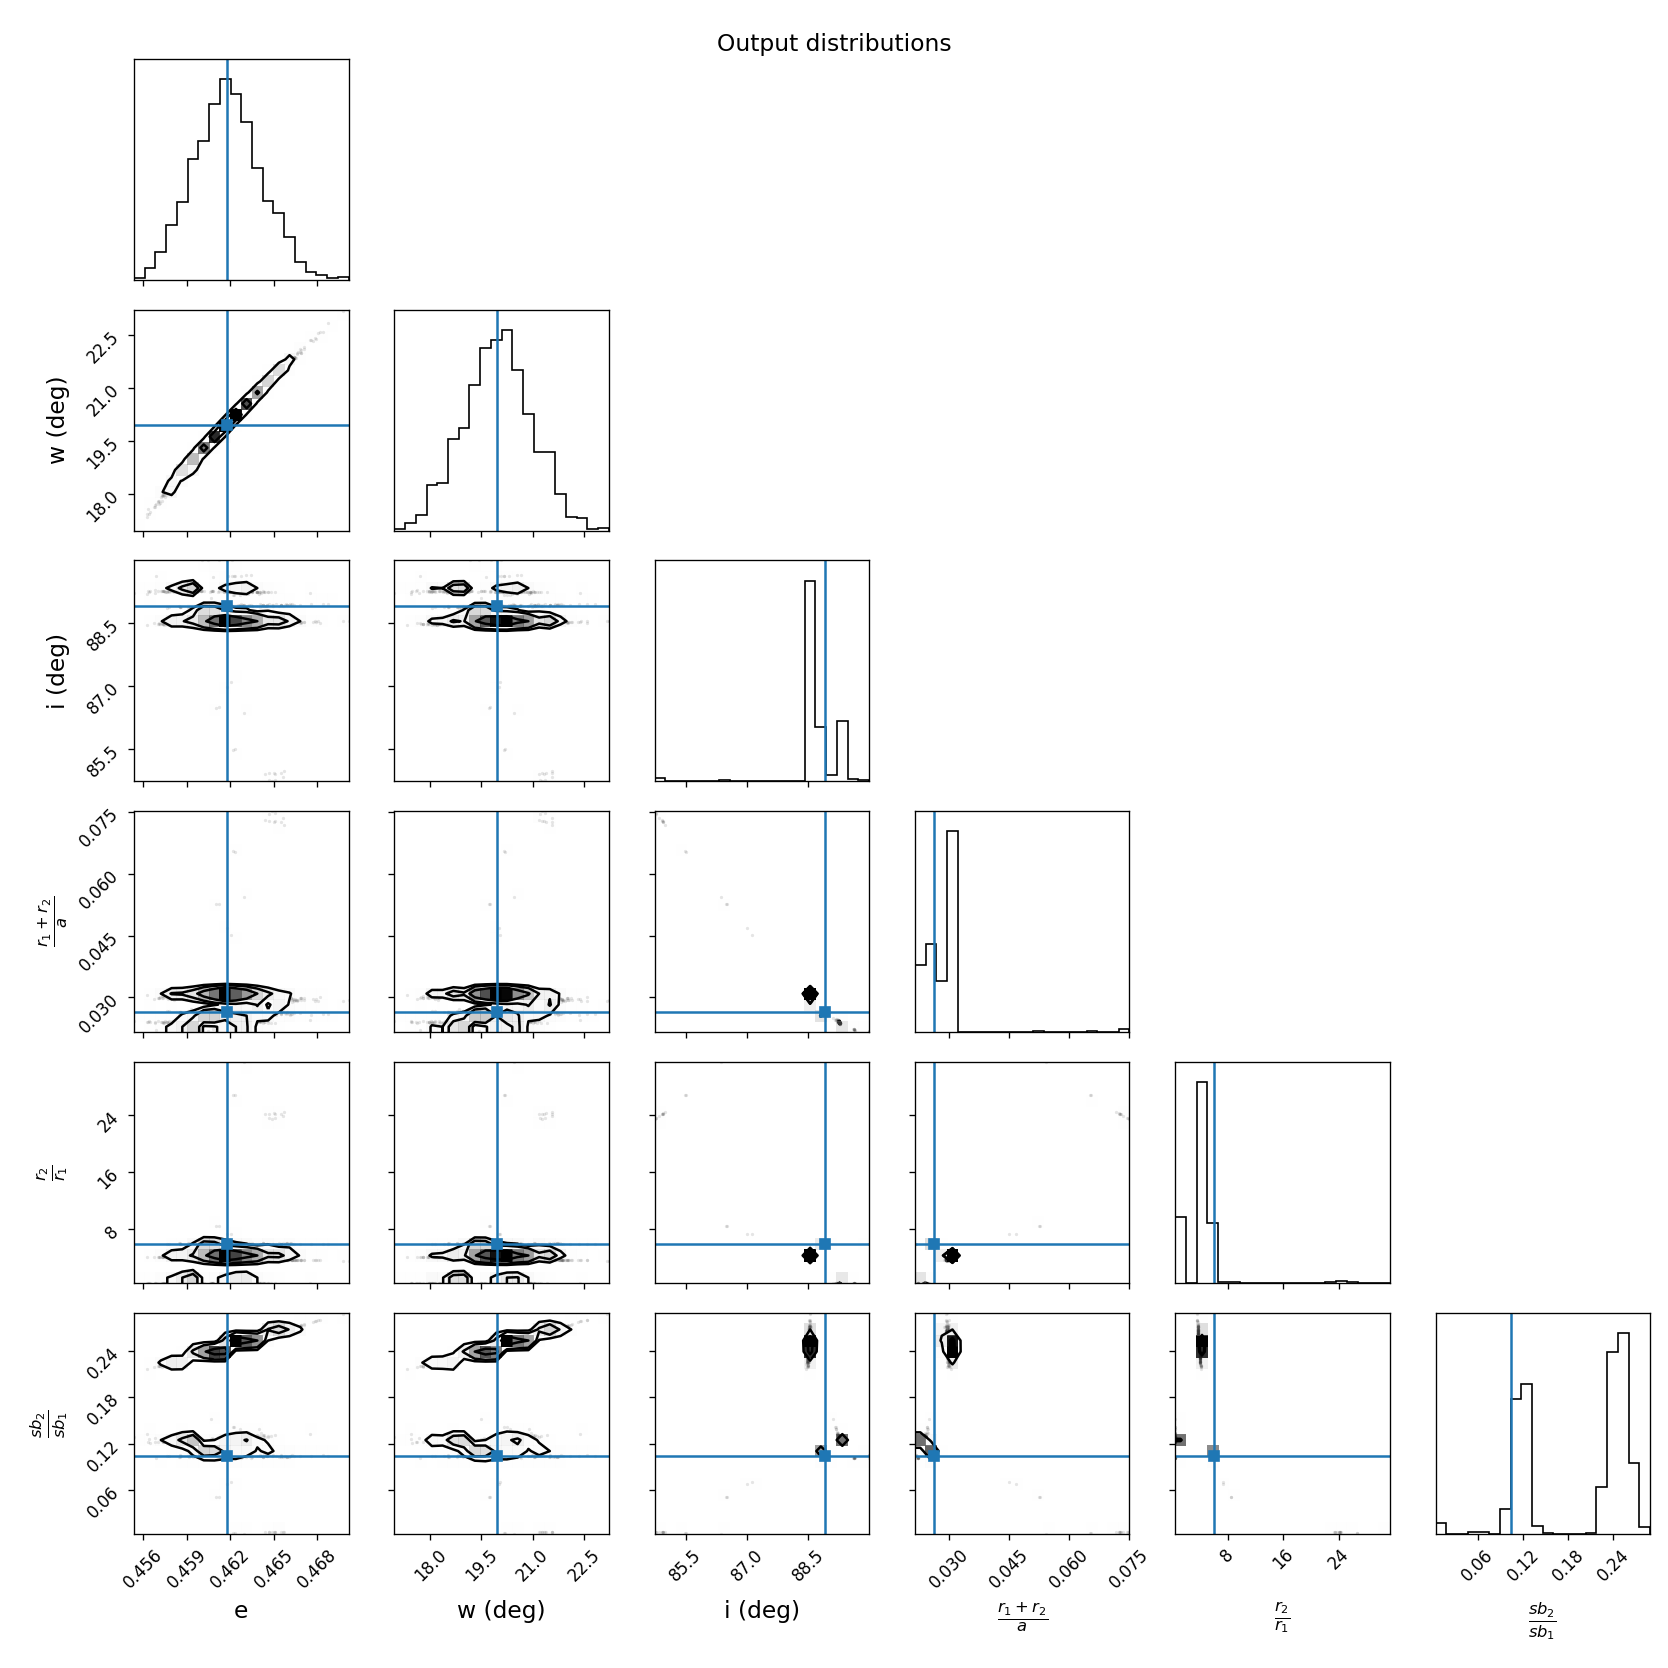 Output distributions
22.5
21.0
19.5
18.0
w (deg)
88.5
87.0
85.5
i (deg)
0.075
0.060
0.045
0.030
r₁ + r₂
a
24
16
8
r₂
r₁
0.24
0.18
0.12
0.06
sb₂
sb₁
0.456 0.459 0.462 0.465 0.468 18.0 19.5 21.0 22.5 85.5 87.0 88.5 0.030 0.045 0.060 0.075 8 16 24 0.06 0.12 0.18 0.24
e w (deg) i (deg)
r₁ + r₂
a
r₂
r₁
sb₂
sb₁